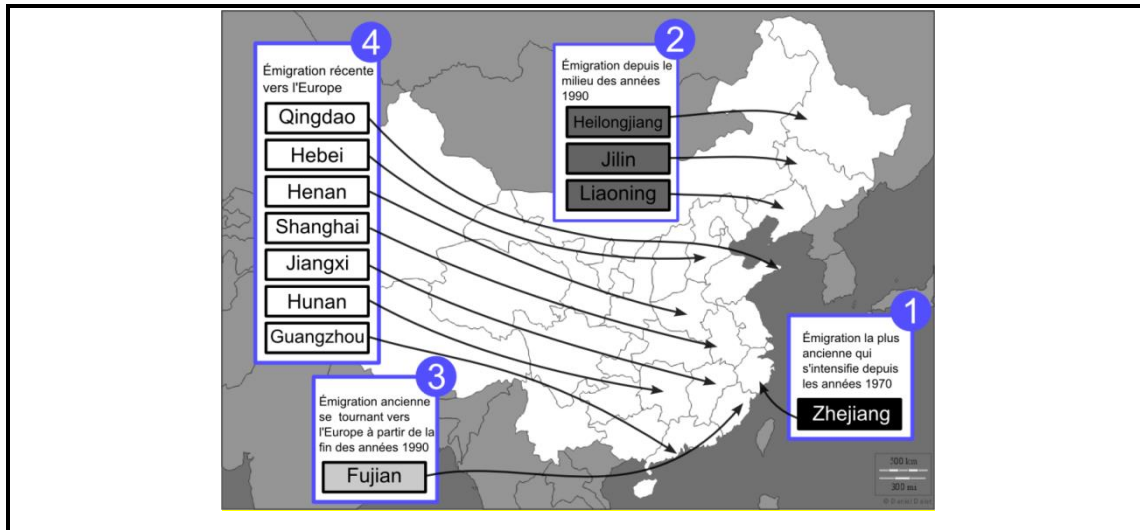 4
Émigration récente
vers l'Europe
Qingdao
Hebei
Henan
Shanghai
Jiangxi
Hunan
Guangzhou
2
Émigration depuis le
milieu des années
1990
Heilongjiang
Jilin
Liaoning
1
Émigration la plus
ancienne qui
s'intensifie depuis
les années 1970
Zhejiang
3
Émigration ancienne
se tournant vers
l'Europe à partir de la
fin des années 1990
Fujian
500 km
300 mi